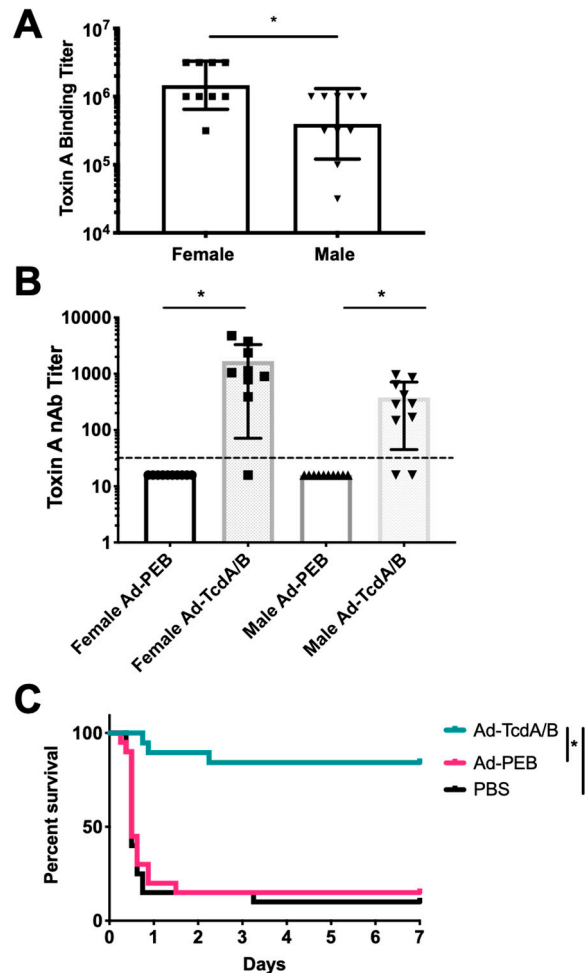 A
*
Toxin A Binding Titer
10^7
10^6
10^5
10^4
Female
Male
B
*
*
Toxin A nAb Titer
10000
1000
100
10
1
Female Ad-PEB
Female Ad-TcdA/B
Male Ad-PEB
Male Ad-TcdA/B
C
Percent survival
100
50
0
0
1
2
3
4
5
6
7
Days
Ad-TcdA/B
Ad-PEB
PBS
*